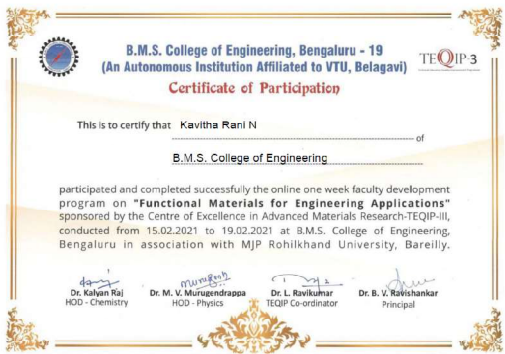 B.M.S. College of Engineering, Bengaluru - 19
(An Autonomous Institution Affiliated to VTU, Belagavi)
TEQIP-3
Certificate of Participation
This is to certify that Kavitha Rani N
of
B.M.S. College of Engineering
participated and completed successfully the online one week faculty development
program on "Functional Materials for Engineering Applications"
sponsored by the Centre of Excellence in Advanced Materials Research-TEQIP-III,
conducted from 15.02.2021 to 19.02.2021 at B.M.S. College of Engineering,
Bengaluru in association with MJP Rohilkhand University, Bareilly.
Dr. Kalyan Raj
HOD - Chemistry
Dr. M. V. Murugendrappa
HOD - Physics
Dr. L. Ravikumar
TEQIP Co-ordinator
Dr. B. V. Ravishankar
Principal